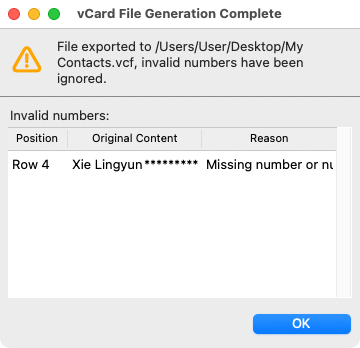 vCard File Generation Complete
File exported to /Users/User/Desktop/My
Contacts.vcf, invalid numbers have been
ignored.
Invalid numbers:
Position Original Content Reason
Row 4 Xie Lingyun ********* Missing number or nu
OK